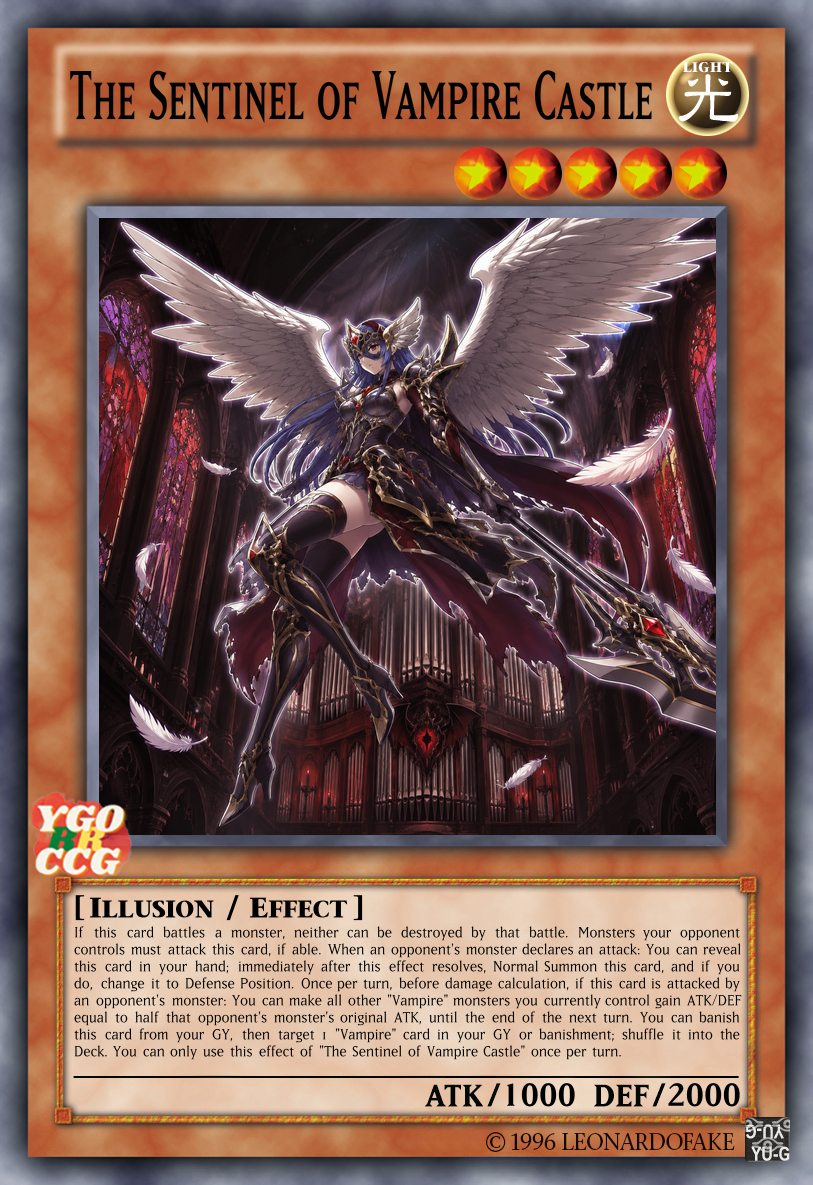 THE SENTINEL OF VAMPIRE CASTLE
LIGHT
光
YGO
BR
CCG
[ ILLUSION / EFFECT ]
If this card battles a monster, neither can be destroyed by that battle. Monsters your opponent
controls must attack this card, if able. When an opponent's monster declares an attack: You can reveal
this card in your hand; immediately after this effect resolves, Normal Summon this card, and if you
do, change it to Defense Position. Once per turn, before damage calculation, if this card is attacked by
an opponent's monster: You can make all other "Vampire" monsters you currently control gain ATK/DEF
equal to half that opponent's monster's original ATK, until the end of the next turn. You can banish
this card from your GY, then target 1 "Vampire" card in your GY or banishment; shuffle it into the
Deck. You can only use this effect of "The Sentinel of Vampire Castle" once per turn.
ATK/1000 DEF/2000
© 1996 LEONARDOFAKE
YU-G
YU-G